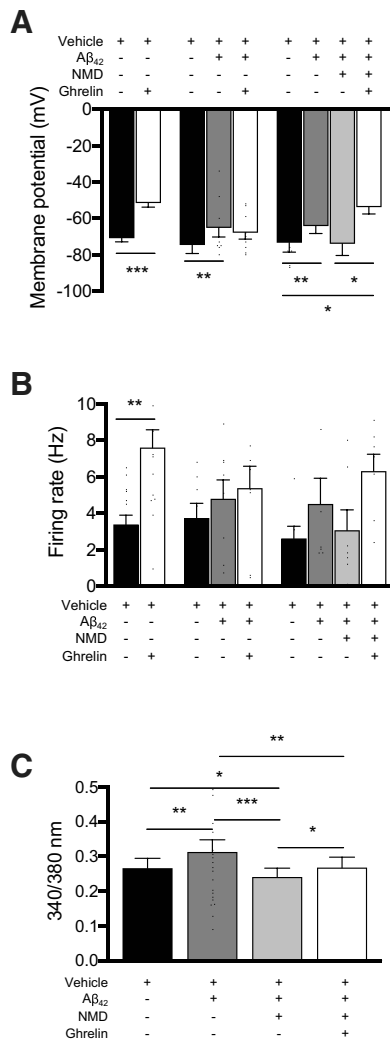 A
Vehicle + + + + + + + + +
Aβ42 - - - + + - + + +
NMD - - - - - - - + +
Ghrelin - + - - + - - - +
Membrane potential (mV)
0
-20
-40
-60
-80
-100
*** ** ** *
*
B
Firing rate (Hz)
10
8
6
4
2
0
**
Vehicle + + + + + + + + +
Aβ42 - - - + + - + + +
NMD - - - - - - - + +
Ghrelin - + - - + - - - +
C
340/380 nm
0.5
0.4
0.3
0.2
0.1
0.0
**
*
** ***
*
Vehicle + + + +
Aβ42 - + + +
NMD - - + +
Ghrelin - - - +